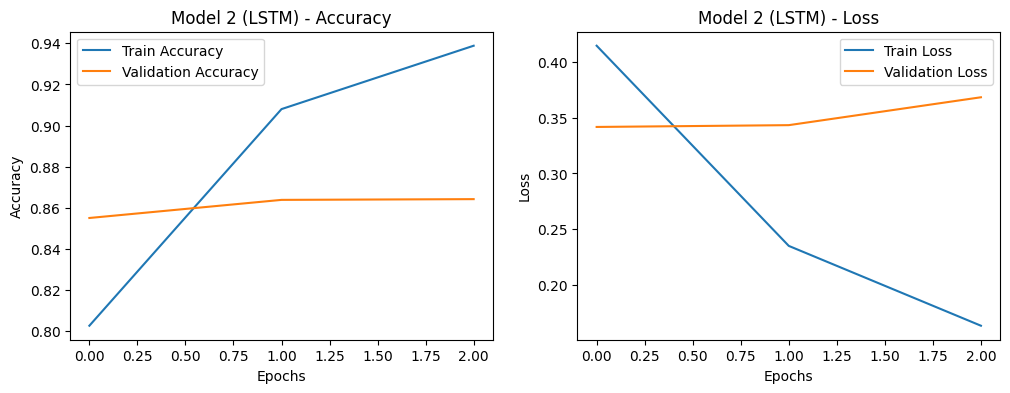 Model 2 (LSTM) - Accuracy
Train Accuracy
Validation Accuracy
Accuracy
0.94
0.92
0.90
0.88
0.86
0.84
0.82
0.80
0.00 0.25 0.50 0.75 1.00 1.25 1.50 1.75 2.00
Epochs
Model 2 (LSTM) - Loss
Train Loss
Validation Loss
Loss
0.40
0.35
0.30
0.25
0.20
0.00 0.25 0.50 0.75 1.00 1.25 1.50 1.75 2.00
Epochs